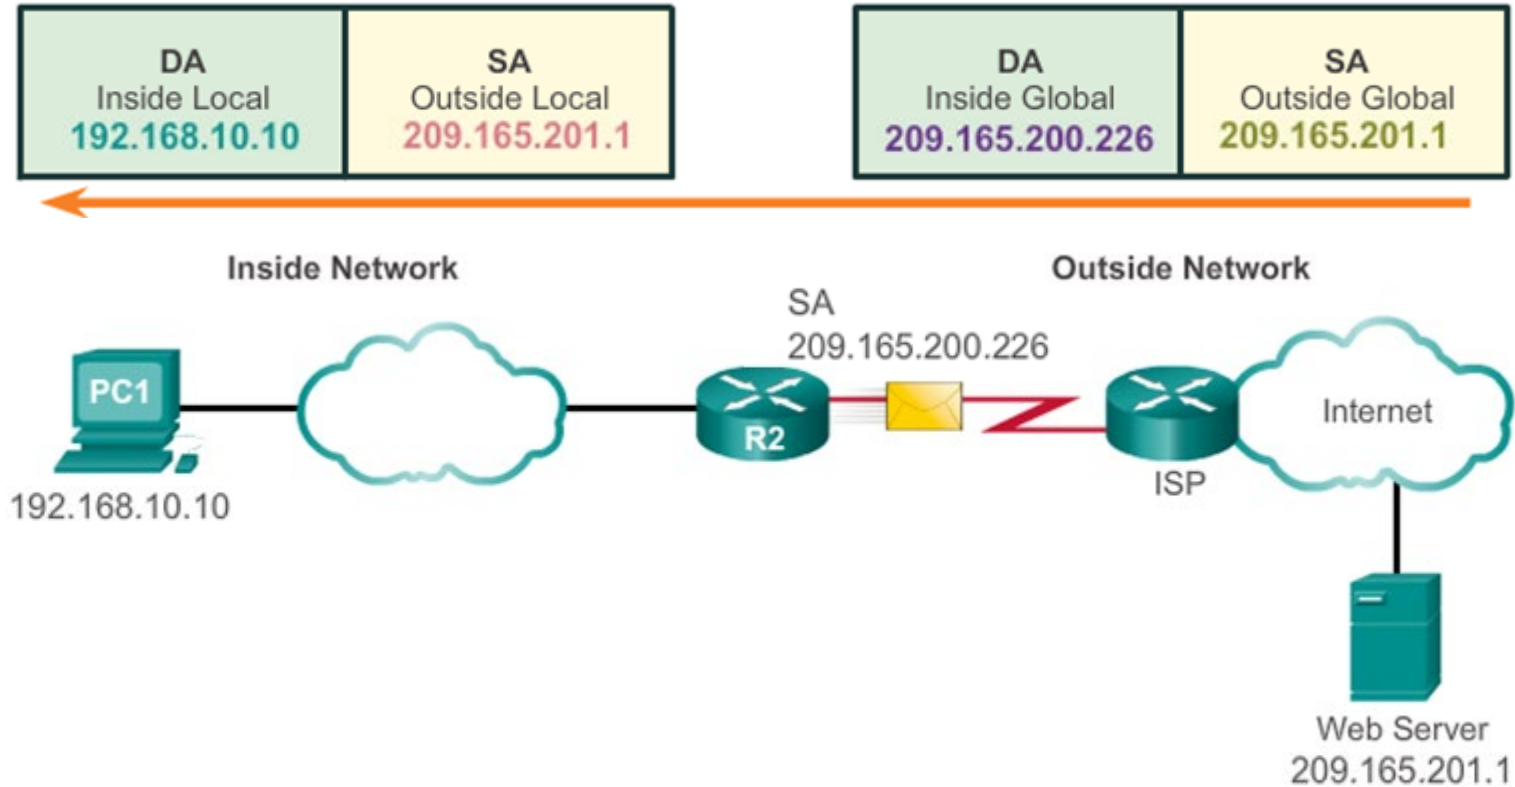 DA
Inside Local
192.168.10.10
SA
Outside Local
209.165.201.1
DA
Inside Global
209.165.200.226
SA
Outside Global
209.165.201.1
Inside Network
Outside Network
SA
209.165.200.226
PC1
192.168.10.10
R2
ISP
Internet
Web Server
209.165.201.1